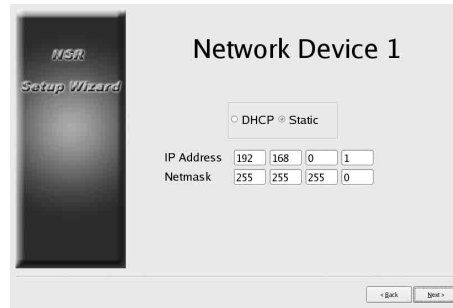 NSR
Setup Wizard
Network Device 1
DHCP Static
IP Address 192 168 0 1
Netmask 255 255 255 0
< Back Next >